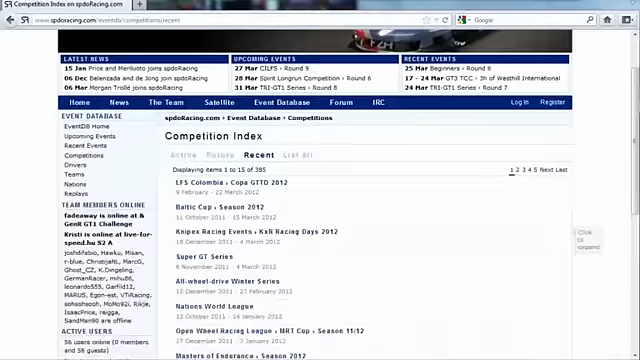 Competition Index on spdoRacing.com
www.spdoracing.com/eventdb/competitions/recent
Google
LATEST NEWS
15 Jan Price and Meriluoto joins spdoRacing
06 Dec Belenzada and de Jong join spdoRacing
06 Mar Morgan Trollé joins spdoRacing
UPCOMING EVENTS
27 Mar CILFS › Round 9
28 Mar Spirit Longrun Competition › Round 6
31 Mar TRI-GT1 Series › Round 8
RECENT EVENTS
25 Mar Beginners › Round 6
17 - 24 Mar GT3 TCC › 3h of Westhill International
24 Mar TRI-GT1 Series › Round 7
Home News The Team Satellite Event Database Forum IRC Log In Register
EVENT DATABASE
EventDB Home
Upcoming Events
Recent Events
Competitions
Drivers
Teams
Nations
Replays
TEAM MEMBERS ONLINE
fadeaway is online at &
GenR GT1 Challenge
Kristi is online at live-for-
speed.hu S2 A
joshdifabio, Hawku, Misan,
r-blue, ChristijaNL, MarcG,
Ghost_CZ, K.Dingeling,
GermanRacer, mihu86,
leonardo555, Garfild12,
MARUS, Egon-est, VTiRacing,
sohsohsooh, MoMo92i, Rikje,
IssacPrice, reigga,
SandMan90 are offline
ACTIVE USERS
56 users online (0 members
and 56 guests)
spdoRacing.com › Event Database › Competitions
Competition Index
Active Future Recent List All
Displaying items 1 to 15 of 385
1 2 3 4 5 Next Last
LFS Colombia › Copa GTTD 2012
9 February - 22 March 2012
Baltic Cup › Season 2012
11 October 2011 - 15 March 2012
Knipex Racing Events › KxR Racing Days 2012
18 December 2011 - 4 March 2012
Super GT Series
6 November 2011 - 4 March 2012
All-wheel-drive Winter Series
12 December 2011 - 27 February 2012
Nations World League
22 October 2011 - 14 January 2012
Open Wheel Racing League › MRT Cup › Season 11/12
27 December 2011 - 7 January 2012
Masters of Endurance › Season 2011
Click
to
expand